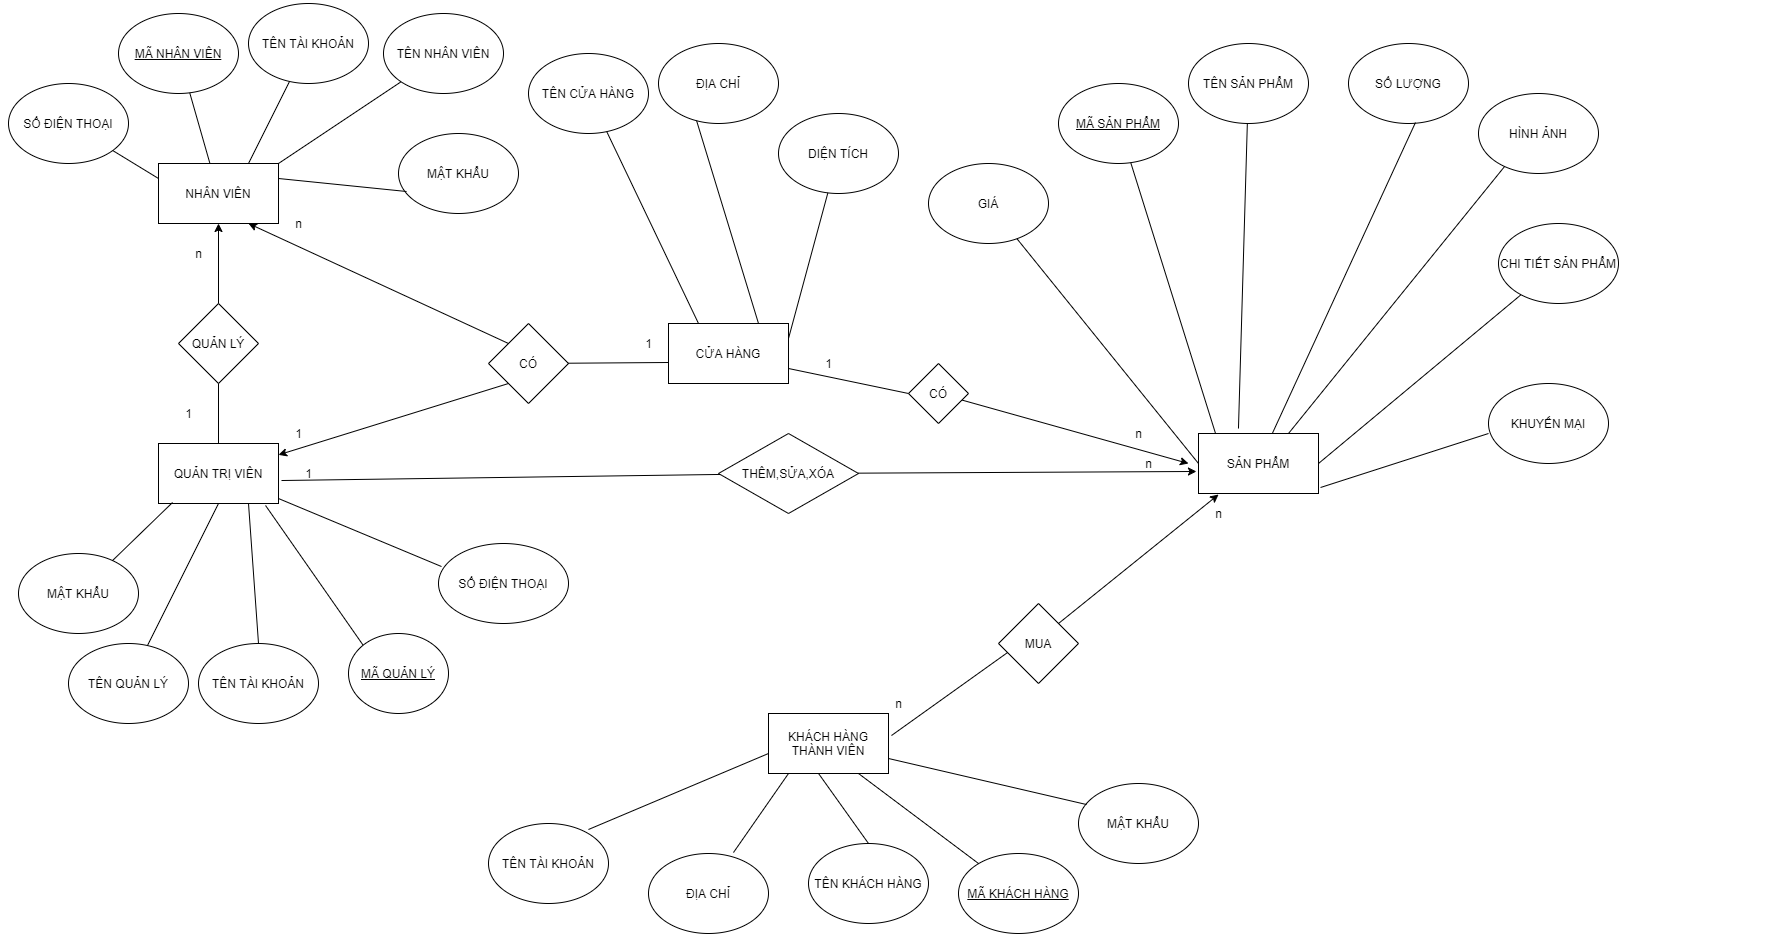 MÃ NHÂN VIÊN
TÊN TÀI KHOẢN
TÊN NHÂN VIÊN
SỐ ĐIỆN THOẠI
MẬT KHẨU
NHÂN VIÊN
TÊN CỬA HÀNG
ĐỊA CHỈ
DIỆN TÍCH
GIÁ
MÃ SẢN PHẨM
TÊN SẢN PHẨM
SỐ LƯỢNG
HÌNH ẢNH
CHI TIẾT SẢN PHẨM
KHUYẾN MẠI
n
n
QUẢN LÝ
1
CÓ
1
CỬA HÀNG
1
CÓ
n
1
QUẢN TRỊ VIÊN
1
THÊM,SỬA,XÓA
n
SẢN PHẨM
n
MẬT KHẨU
TÊN QUẢN LÝ
TÊN TÀI KHOẢN
MÃ QUẢN LÝ
SỐ ĐIỆN THOẠI
MUA
n
KHÁCH HÀNG
THÀNH VIÊN
TÊN TÀI KHOẢN
ĐỊA CHỈ
TÊN KHÁCH HÀNG
MÃ KHÁCH HÀNG
MẬT KHẨU